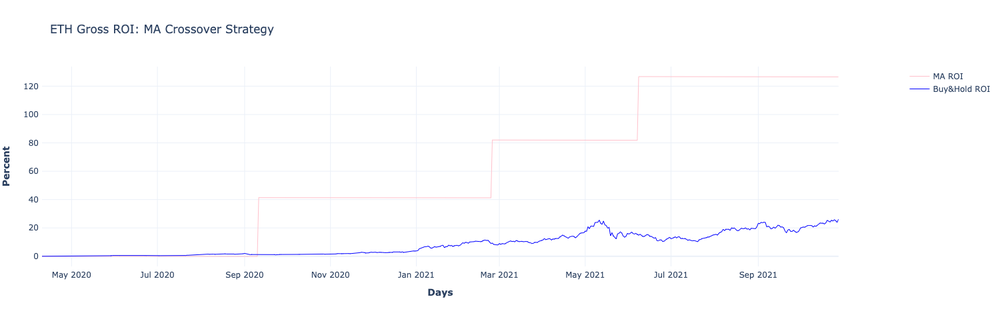 ETH Gross ROI: MA Crossover Strategy
MA ROI
Buy&Hold ROI
120
100
80
60
40
20
0
Percent
May 2020
Jul 2020
Sep 2020
Nov 2020
Jan 2021
Mar 2021
May 2021
Jul 2021
Sep 2021
Days